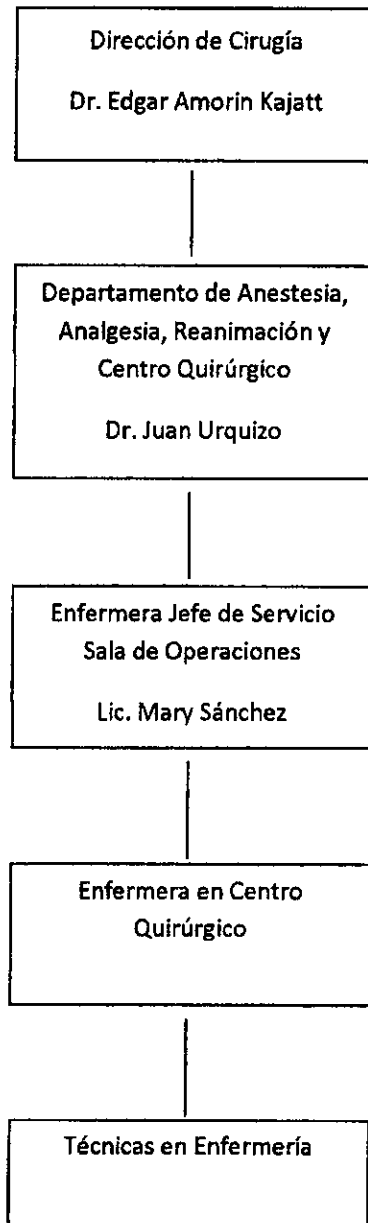 Dirección de Cirugía
Dr. Edgar Amorin Kajatt
Departamento de Anestesia,
Analgesia, Reanimación y
Centro Quirúrgico
Dr. Juan Urquizo
Enfermera Jefe de Servicio
Sala de Operaciones
Lic. Mary Sánchez
Enfermera en Centro
Quirúrgico
Técnicas en Enfermería